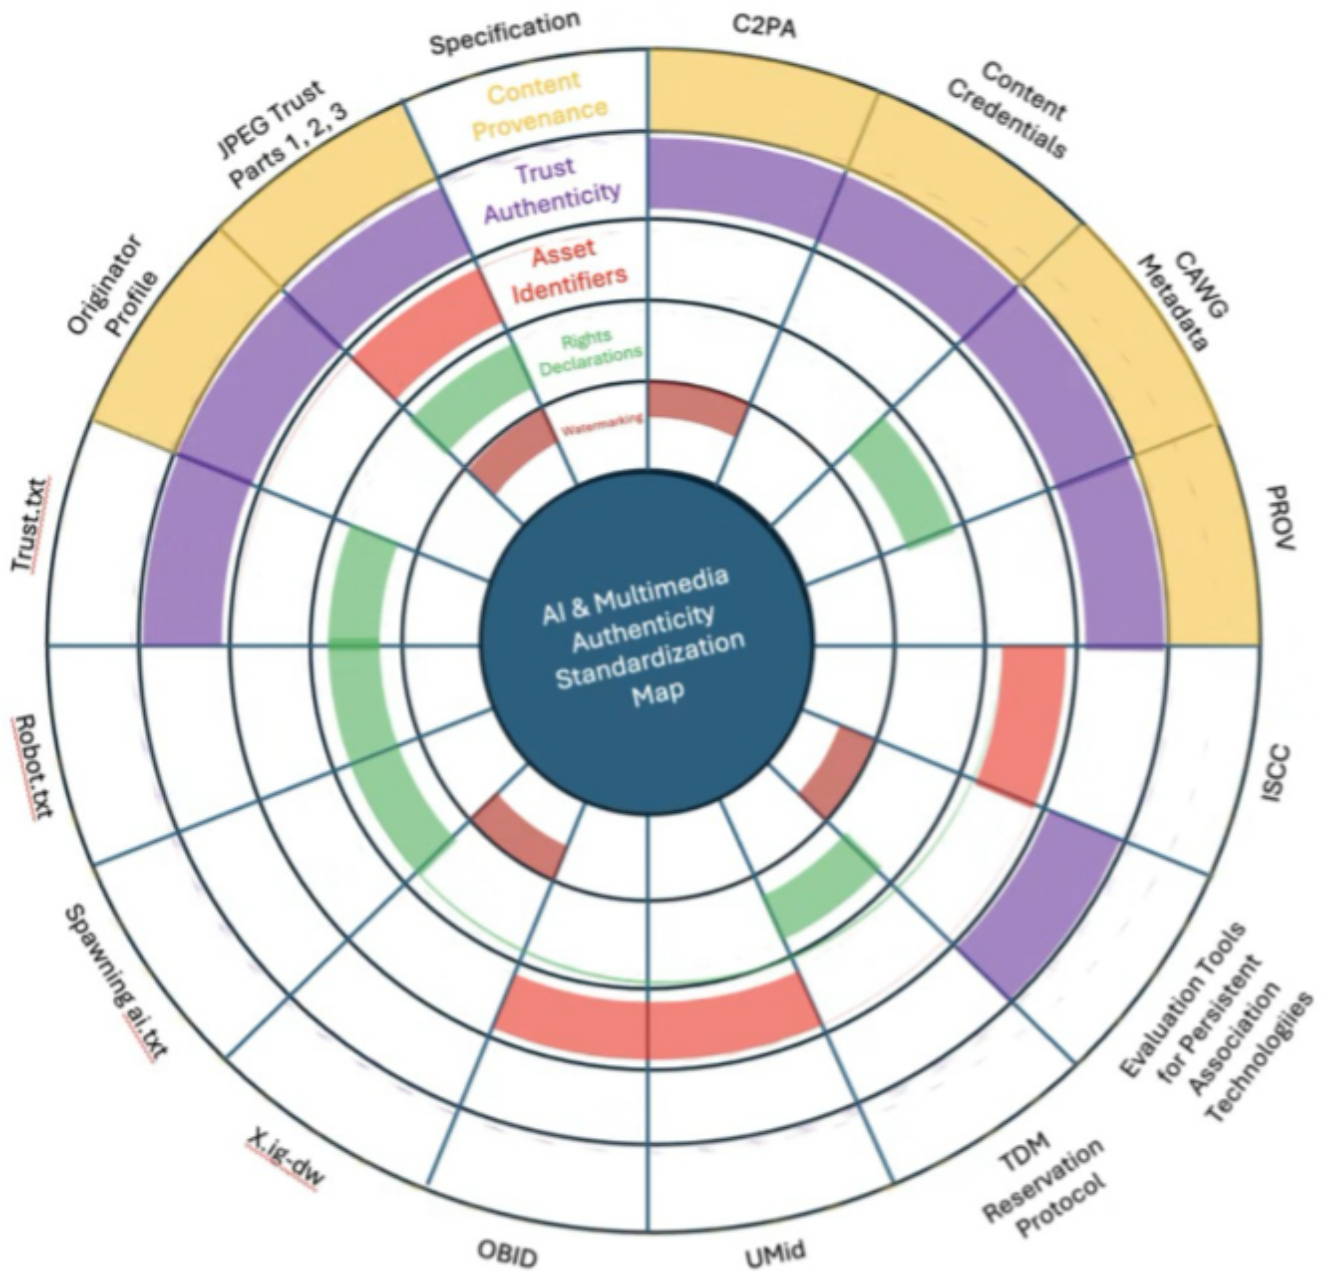 Specification
C2PA
Content
Credentials
CAWG
Metadata
PROV
ISCC
Evaluation Tools
for Persistent
Association
Technologiies
TDM
Reservation
Protocol
UMid
OBID
X.ig-dw
Spawning ai.txt
Robot.txt
Trust.txt
Originator
Profile
JPEG Trust
Parts 1, 2, 3
Content
Provenance
Trust
Authenticity
Asset
Identifiers
Rights
Declarations
Watermarking
AI & Multimedia
Authenticity
Standardization
Map